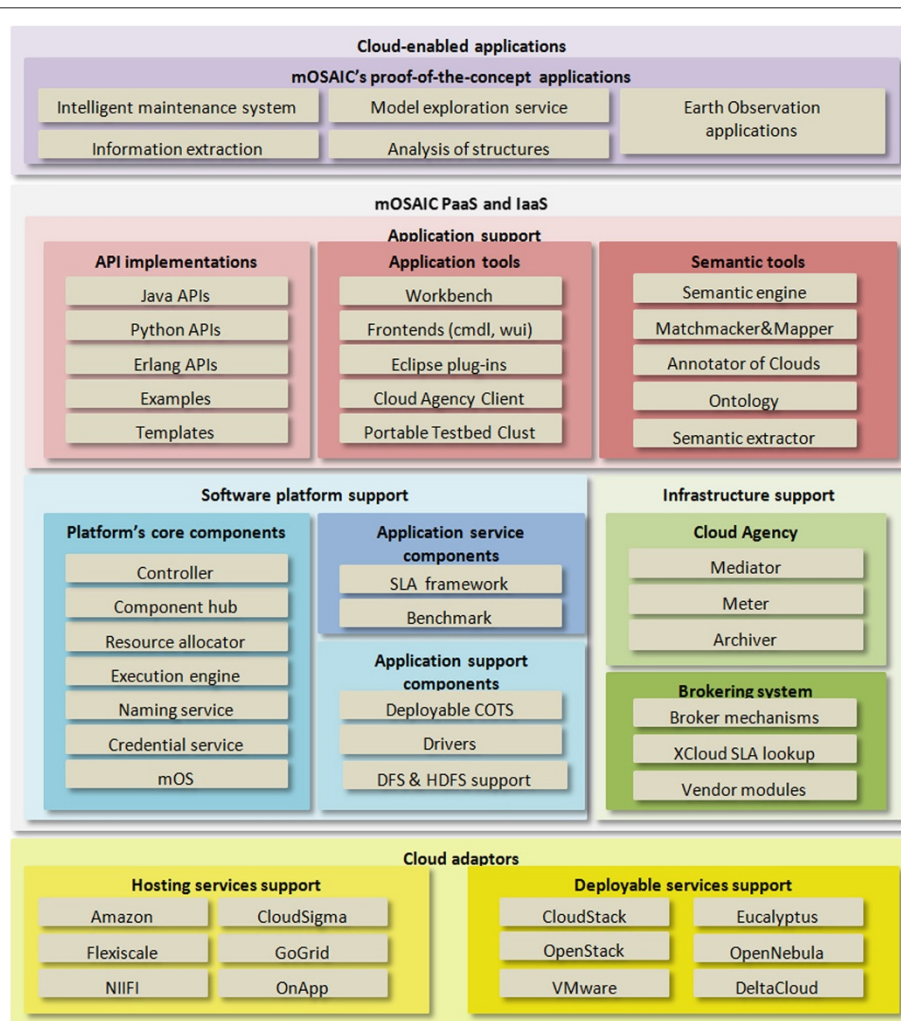 Cloud-enabled applications
mOSAIC's proof-of-the-concept applications
Intelligent maintenance system
Model exploration service
Earth Observation
applications
Information extraction
Analysis of structures
mOSAIC PaaS and IaaS
Application support
API implementations
Java APIs
Python APIs
Erlang APIs
Examples
Templates
Application tools
Workbench
Frontends (cmdl, wui)
Eclipse plug-ins
Cloud Agency Client
Portable Testbed Clust
Semantic tools
Semantic engine
Matchmacker&Mapper
Annotator of Clouds
Ontology
Semantic extractor
Software platform support
Platform's core components
Controller
Component hub
Resource allocator
Execution engine
Naming service
Credential service
mOS
Application service
components
SLA framework
Benchmark
Application support
components
Deployable COTS
Drivers
DFS & HDFS support
Infrastructure support
Cloud Agency
Mediator
Meter
Archiver
Brokering system
Broker mechanisms
XCloud SLA lookup
Vendor modules
Cloud adaptors
Hosting services support
Amazon
CloudSigma
Flexiscale
GoGrid
NIIFI
OnApp
Deployable services support
CloudStack
Eucalyptus
OpenStack
OpenNebula
VMware
DeltaCloud